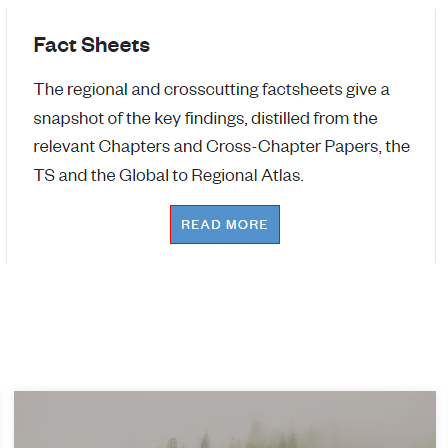 Fact Sheets
The regional and crosscutting factsheets give a
snapshot of the key findings, distilled from the
relevant Chapters and Cross-Chapter Papers, the
TS and the Global to Regional Atlas.
READ MORE